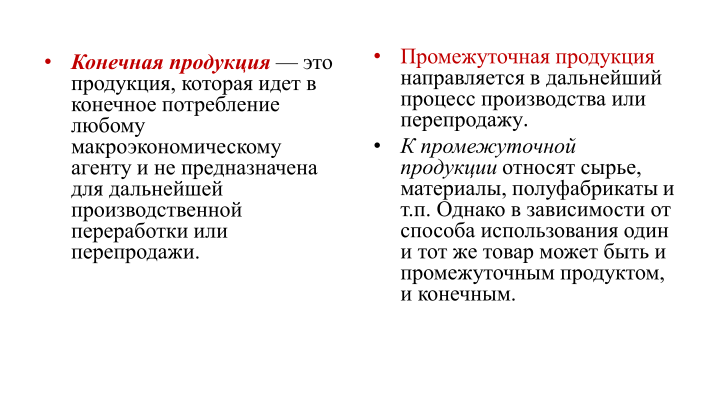 • Конечная продукция — это
продукция, которая идет в
конечное потребление
любому
макроэкономическому
агенту и не предназначена
для дальнейшей
производственной
переработки или
перепродажи.
• Промежуточная продукция
направляется в дальнейший
процесс производства или
перепродажу.
• К промежуточной
продукции относят сырье,
материалы, полуфабрикаты и
т.п. Однако в зависимости от
способа использования один
и тот же товар может быть и
промежуточным продуктом,
и конечным.